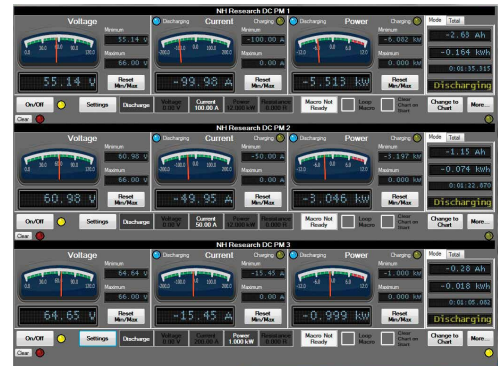 NH Research DC PM 1
Voltage Discharging Current Charging Discharging Power Charging Mode Total
Minimum Minimum Minimum
55.14 V -100.00 A -6.082 kW -2.63 Ah
Maximum Maximum Maximum -0.164 kWh
66.00 V 0.00 A 0.000 kW 0:01:35.515
55.14 V Reset Min/Max -99.98 A Reset Min/Max -5.513 kW Reset Min/Max Discharging
On/Off Settings Discharge Voltage 0.00 V Current 100.00 A Power 12.000 kW Resistance 0.000 R Macro Not Ready Loop Macro Clear Chart on Start Change to Chart More...
Clear
NH Research DC PM 2
Voltage Discharging Current Charging Discharging Power Charging Mode Total
Minimum Minimum Minimum
60.98 V -50.00 A -3.197 kW -1.15 Ah
Maximum Maximum Maximum -0.074 kWh
66.00 V 0.00 A 0.000 kW 0:01:22.870
60.98 V Reset Min/Max -49.95 A Reset Min/Max -3.046 kW Reset Min/Max Discharging
On/Off Settings Discharge Voltage 0.00 V Current 50.00 A Power 12.000 kW Resistance 0.000 R Macro Not Ready Loop Macro Clear Chart on Start Change to Chart More...
Clear
NH Research DC PM 3
Voltage Discharging Current Charging Discharging Power Charging Mode Total
Minimum Minimum Minimum
64.64 V -15.45 A -1.000 kW -0.28 Ah
Maximum Maximum Maximum -0.018 kWh
66.00 V 0.00 A 0.000 kW 0:01:05.082
64.65 V Reset Min/Max -15.45 A Reset Min/Max -0.999 kW Reset Min/Max Discharging
On/Off Settings Discharge Voltage 0.00 V Current 200.00 A Power 1.000 kW Resistance 0.000 R Macro Not Ready Loop Macro Clear Chart on Start Change to Chart More...
Clear